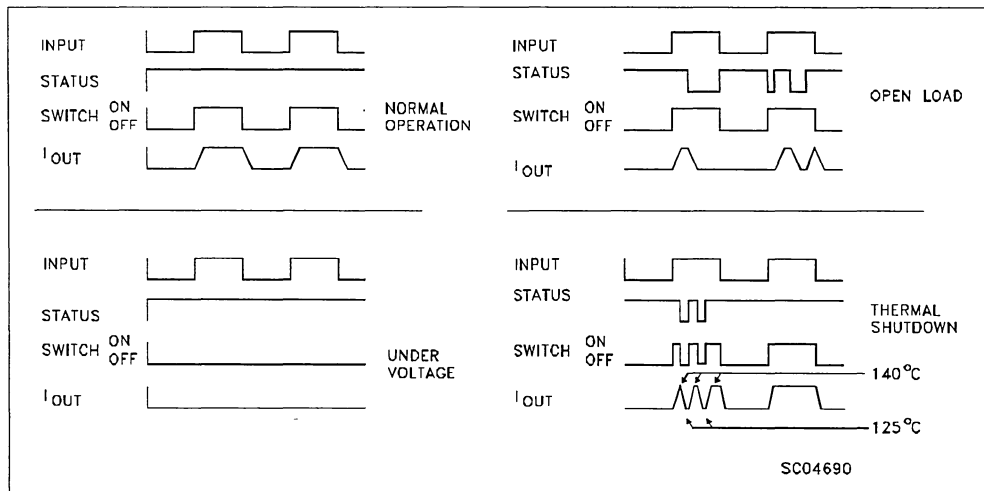 INPUT
STATUS
SWITCH ON
OFF
NORMAL
OPERATION
I OUT
INPUT
STATUS
OPEN LOAD
SWITCH ON
OFF
I OUT
INPUT
STATUS
SWITCH ON
OFF
UNDER
VOLTAGE
I OUT
INPUT
STATUS
THERMAL
SHUTDOWN
SWITCH ON
OFF
140°C
I OUT
125°C
SC04690